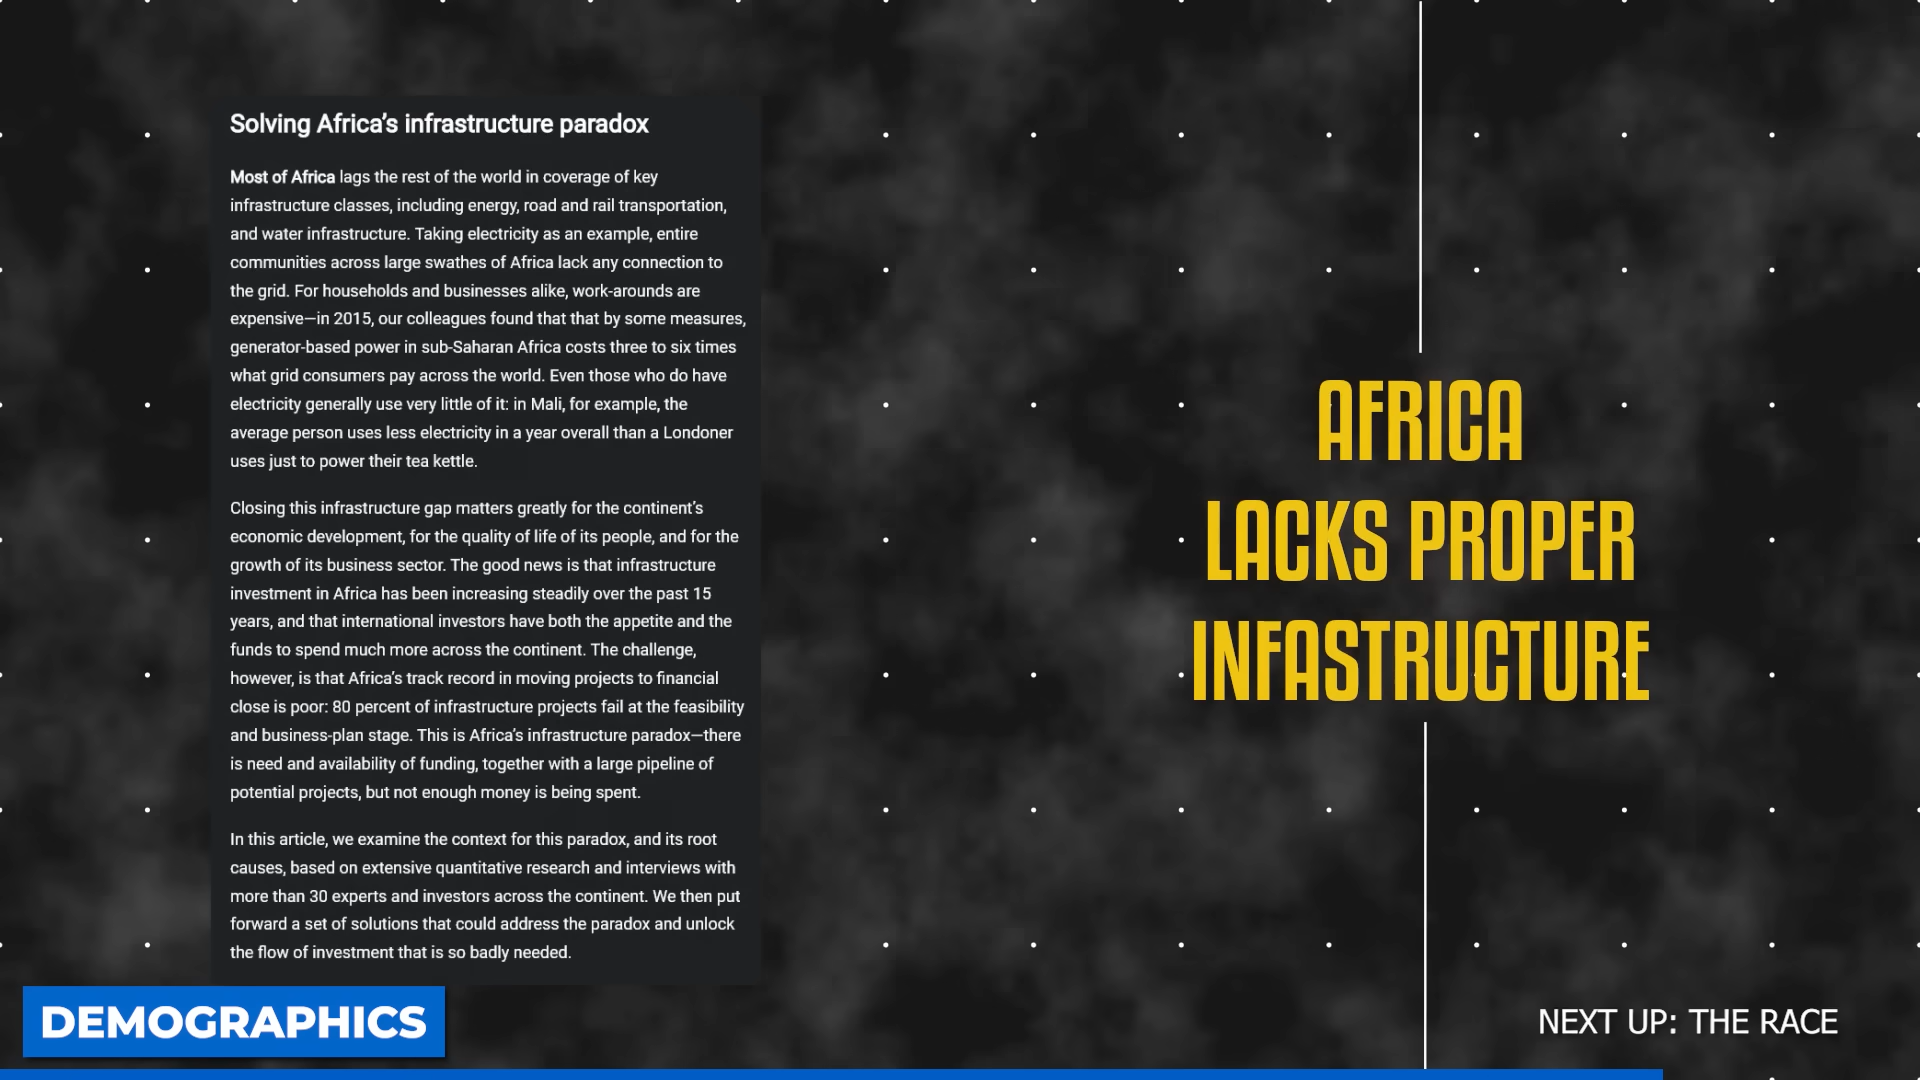 Solving Africa's infrastructure paradox
Most of Africa lags the rest of the world in coverage of key
infrastructure classes, including energy, road and rail transportation,
and water infrastructure. Taking electricity as an example, entire
communities across large swathes of Africa lack any connection to
the grid. For households and businesses alike, work-arounds are
expensive—in 2015, our colleagues found that that by some measures,
generator-based power in sub-Saharan Africa costs three to six times
what grid consumers pay across the world. Even those who do have
electricity generally use very little of it: in Mali, for example, the
average person uses less electricity in a year overall than a Londoner
uses just to power their tea kettle.
Closing this infrastructure gap matters greatly for the continent's
economic development, for the quality of life of its people, and for the
growth of its business sector. The good news is that infrastructure
investment in Africa has been increasing steadily over the past 15
years, and that international investors have both the appetite and the
funds to spend much more across the continent. The challenge,
however, is that Africa's track record in moving projects to financial
close is poor: 80 percent of infrastructure projects fail at the feasibility
and business-plan stage. This is Africa's infrastructure paradox—there
is need and availability of funding, together with a large pipeline of
potential projects, but not enough money is being spent.
In this article, we examine the context for this paradox, and its root
causes, based on extensive quantitative research and interviews with
more than 30 experts and investors across the continent. We then put
forward a set of solutions that could address the paradox and unlock
the flow of investment that is so badly needed.
AFRICA
LACKS PROPER
INFASTRUCTURE
DEMOGRAPHICS
NEXT UP: THE RACE